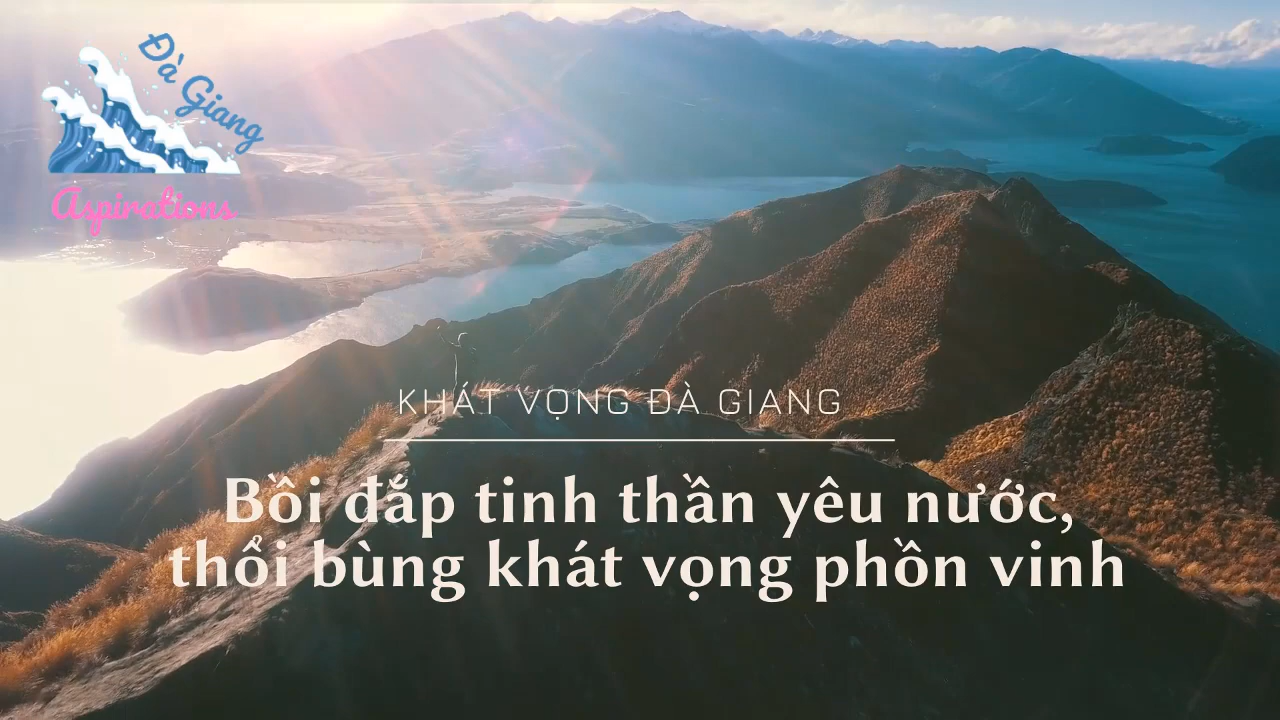 Đà Giang
Aspirations
KHÁT VỌNG ĐÀ GIANG
Bồi đắp tinh thần yêu nước,
thổi bùng khát vọng phồn vinh